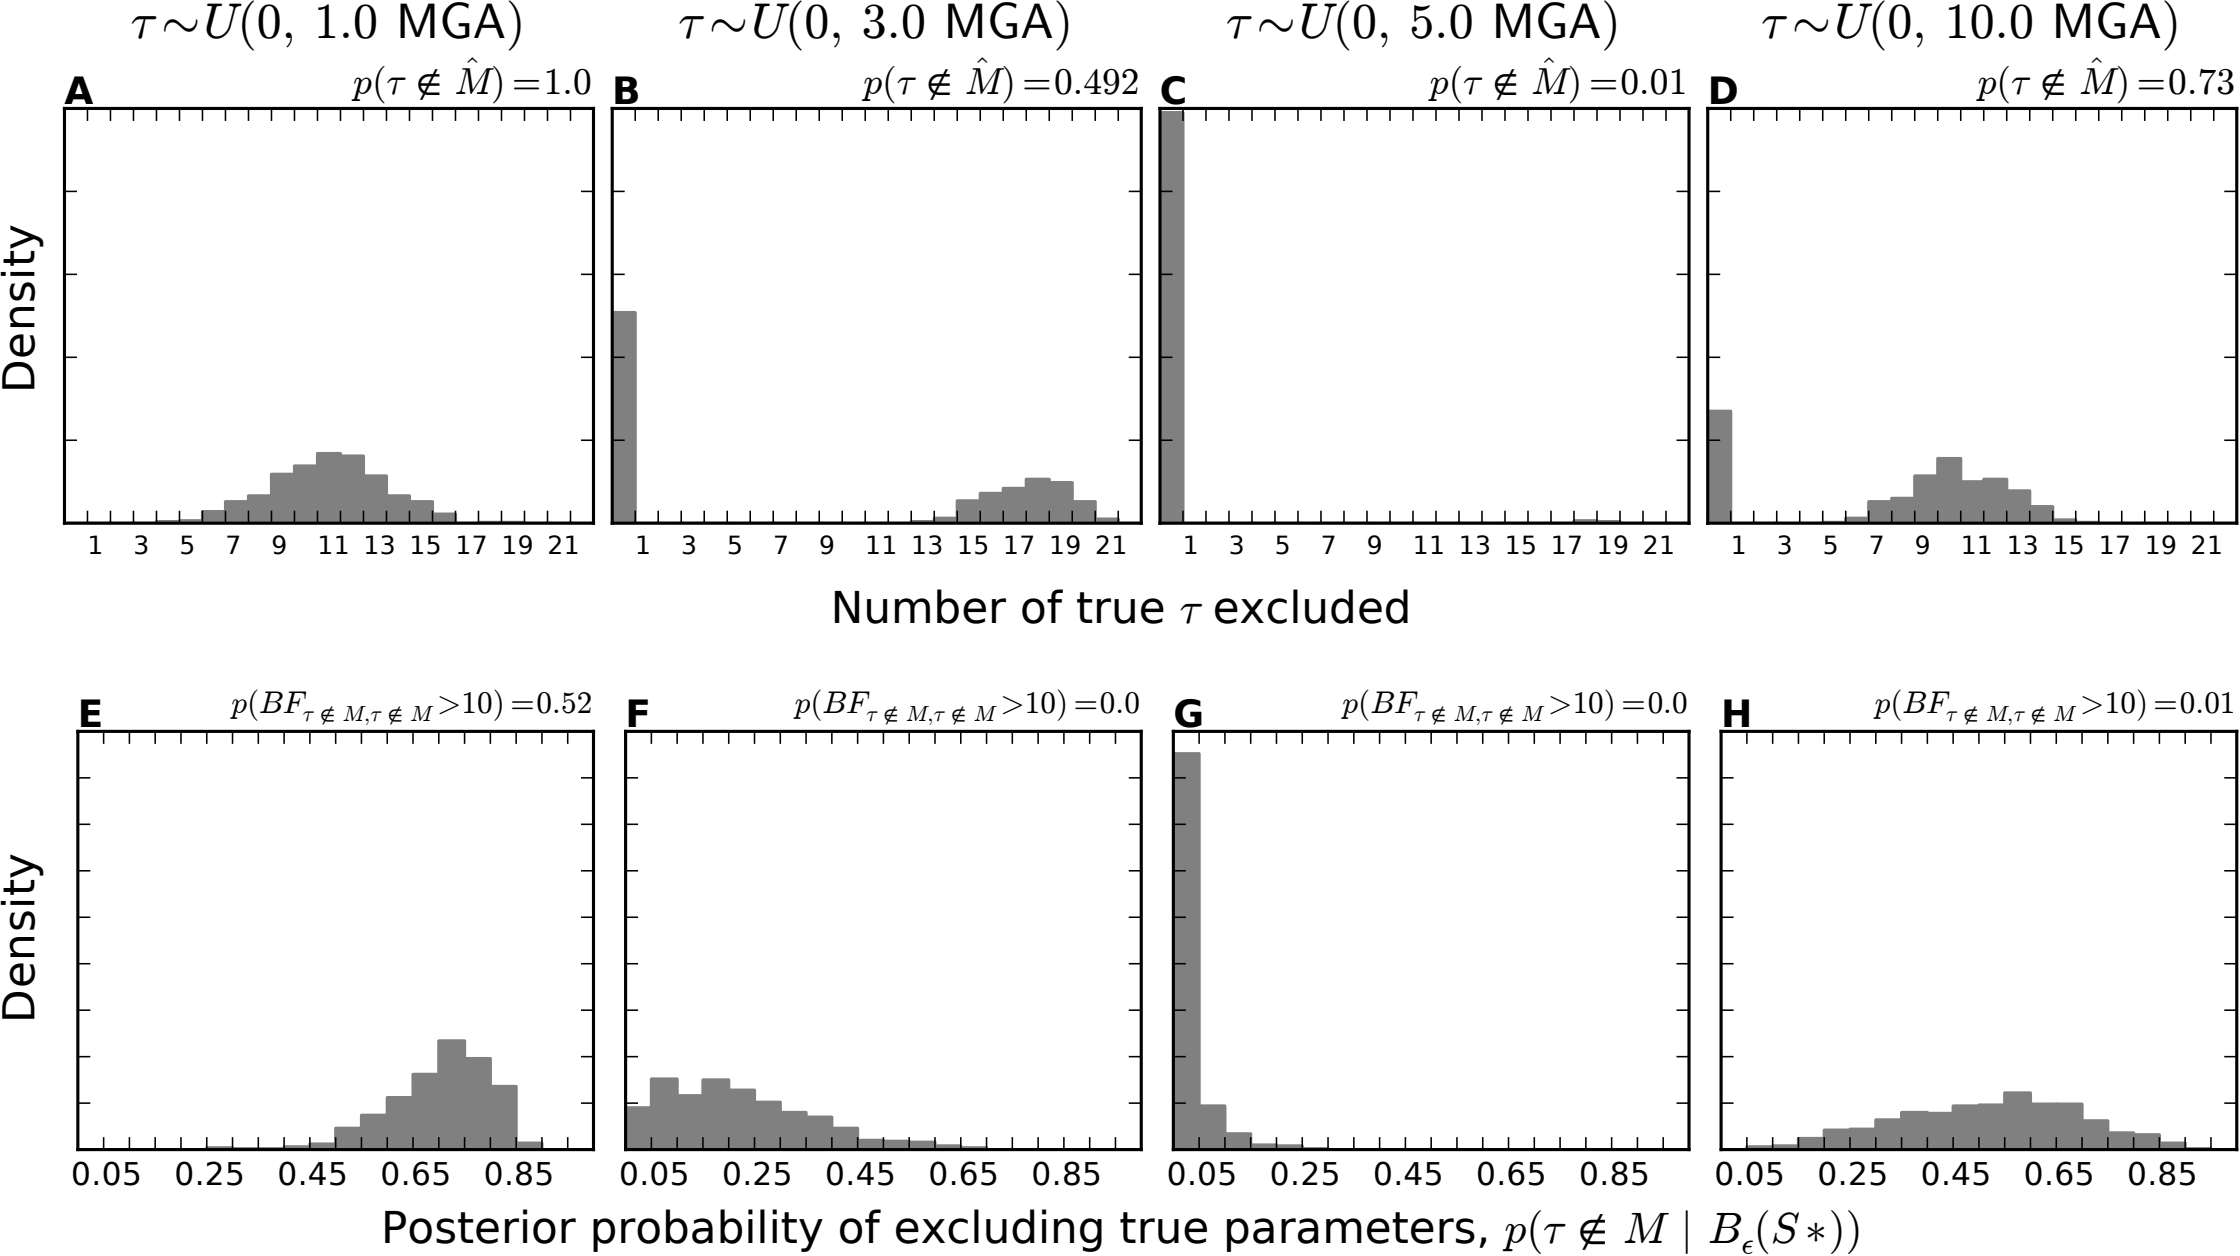 τ∼U(0, 1.0 MGA) τ∼U(0, 3.0 MGA) τ∼U(0, 5.0 MGA) τ∼U(0, 10.0 MGA)
A p(τ ∉ M̂) =1.0 B p(τ ∉ M̂) =0.492 C p(τ ∉ M̂) =0.01 D p(τ ∉ M̂) =0.73
Density
1 3 5 7 9 11 13 15 17 19 21 1 3 5 7 9 11 13 15 17 19 21 1 3 5 7 9 11 13 15 17 19 21 1 3 5 7 9 11 13 15 17 19 21
Number of true τ excluded
E p(BF_{τ ∉ M,τ ∉ M} >10) =0.52 F p(BF_{τ ∉ M,τ ∉ M} >10) =0.0 G p(BF_{τ ∉ M,τ ∉ M} >10) =0.0 H p(BF_{τ ∉ M,τ ∉ M} >10) =0.01
Density
0.05 0.25 0.45 0.65 0.85 0.05 0.25 0.45 0.65 0.85 0.05 0.25 0.45 0.65 0.85 0.05 0.25 0.45 0.65 0.85
Posterior probability of excluding true parameters, p(τ ∉ M | B_ϵ(S∗))